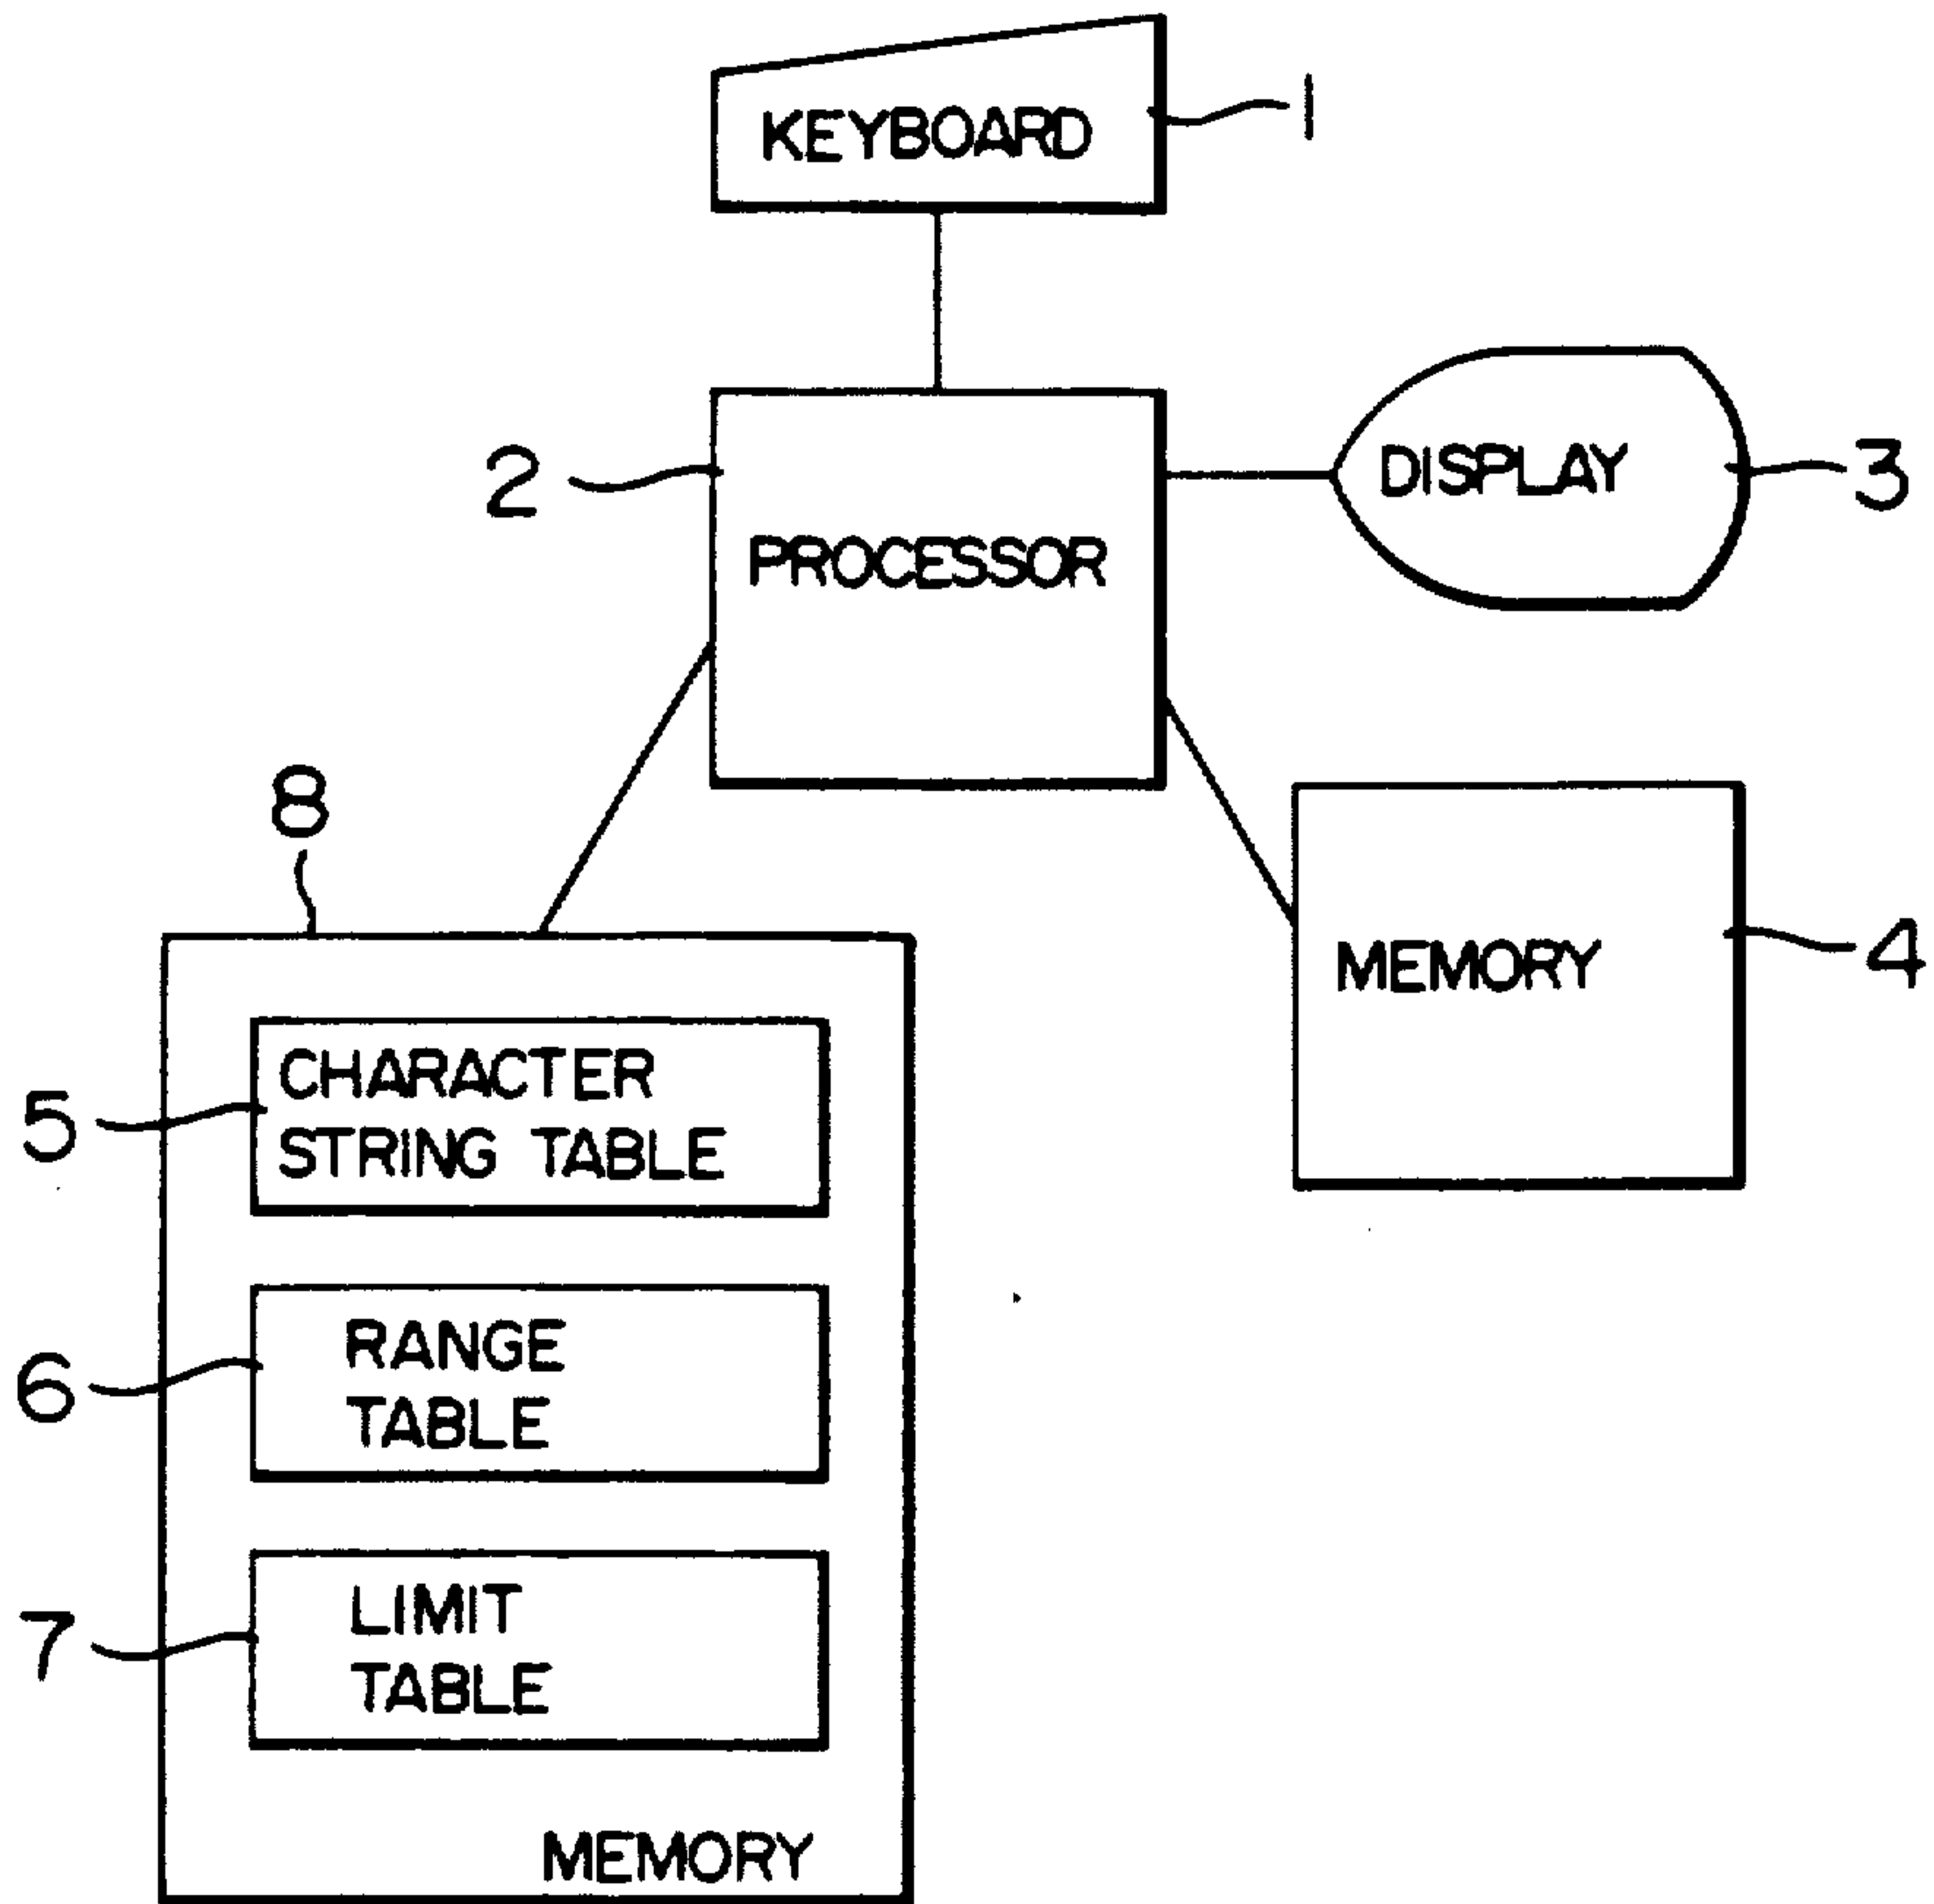 KEYBOARD
1
2
PROCESSOR
DISPLAY
3
8
MEMORY
4
5
CHARACTER
STRING TABLE
6
RANGE
TABLE
7
LIMIT
TABLE
MEMORY